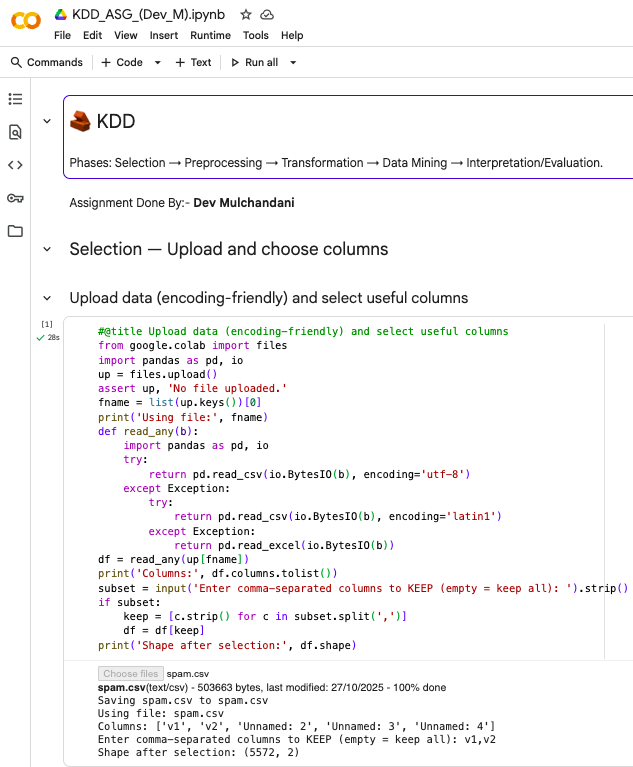 KDD_ASG_(Dev_M).ipynb
File Edit View Insert Runtime Tools Help
Commands + Code + Text Run all
KDD
Phases: Selection → Preprocessing → Transformation → Data Mining → Interpretation/Evaluation.
Assignment Done By:- Dev Mulchandani
Selection — Upload and choose columns
Upload data (encoding-friendly) and select useful columns
[1]
28s
#@title Upload data (encoding-friendly) and select useful columns
from google.colab import files
import pandas as pd, io
up = files.upload()
assert up, 'No file uploaded.'
fname = list(up.keys())[0]
print('Using file:', fname)
def read_any(b):
    import pandas as pd, io
    try:
        return pd.read_csv(io.BytesIO(b), encoding='utf-8')
    except Exception:
        try:
            return pd.read_csv(io.BytesIO(b), encoding='latin1')
        except Exception:
            return pd.read_excel(io.BytesIO(b))
df = read_any(up[fname])
print('Columns:', df.columns.tolist())
subset = input('Enter comma-separated columns to KEEP (empty = keep all): ').strip()
if subset:
    keep = [c.strip() for c in subset.split(',')]
    df = df[keep]
print('Shape after selection:', df.shape)
Choose files spam.csv
spam.csv(text/csv) - 503663 bytes, last modified: 27/10/2025 - 100% done
Saving spam.csv to spam.csv
Using file: spam.csv
Columns: ['v1', 'v2', 'Unnamed: 2', 'Unnamed: 3', 'Unnamed: 4']
Enter comma-separated columns to KEEP (empty = keep all): v1,v2
Shape after selection: (5572, 2)